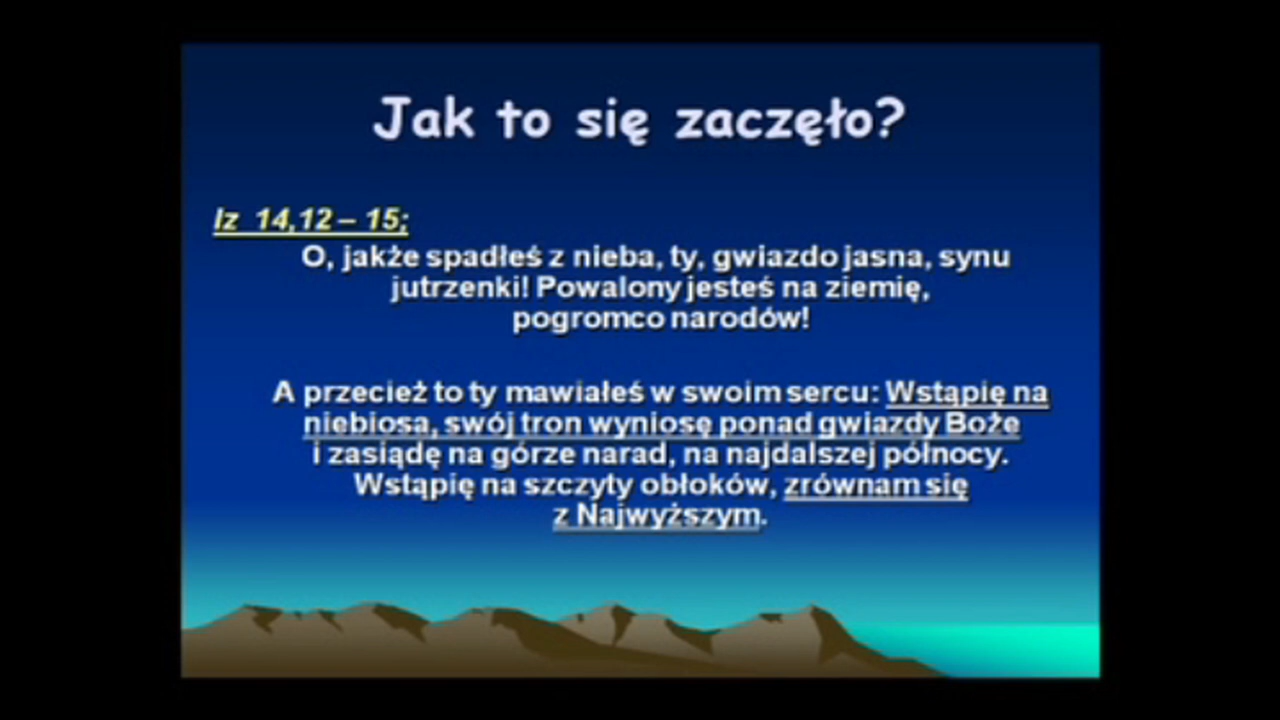 Jak to się zaczęło?
Iz 14,12 – 15;
O, jakże spadłeś z nieba, ty, gwiazdo jasna, synu
jutrzenki! Powalony jesteś na ziemię,
pogromco narodów!
A przecież to ty mawiałeś w swoim sercu: Wstąpię na
niebiosa, swój tron wyniosę ponad gwiazdy Boże
i zasiądę na górze narad, na najdalszej północy.
Wstąpię na szczyty obłoków, zrównam się
z Najwyższym.